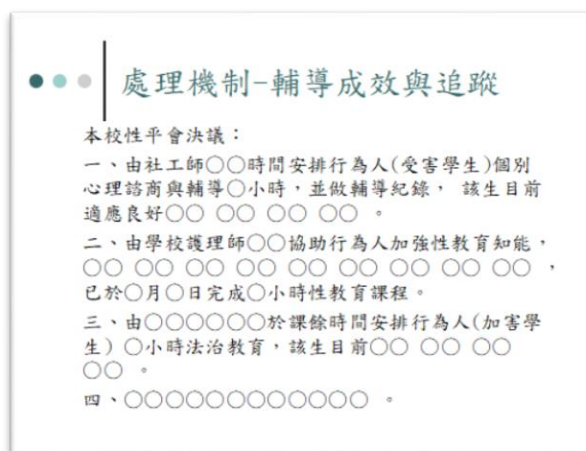 處理機制-輔導成效與追蹤
本校性平會決議：
一、由社工師○○時間安排行為人(受害學生)個別
心理諮商與輔導○小時，並做輔導紀錄， 該生目前
適應良好○○ ○○ ○○ ○○ 。
二、由學校護理師○○協助行為人加強性教育知能，
○○ ○○ ○○ ○○ ○○ ○○ ○○ ○○ ○○ ，
已於○月○日完成○小時性教育課程。
三、由○○○○○○於課餘時間安排行為人(加害學
生) ○小時法治教育，該生目前○○ ○○ ○○
○○ 。
四、○○○○○○○○○○○○ 。